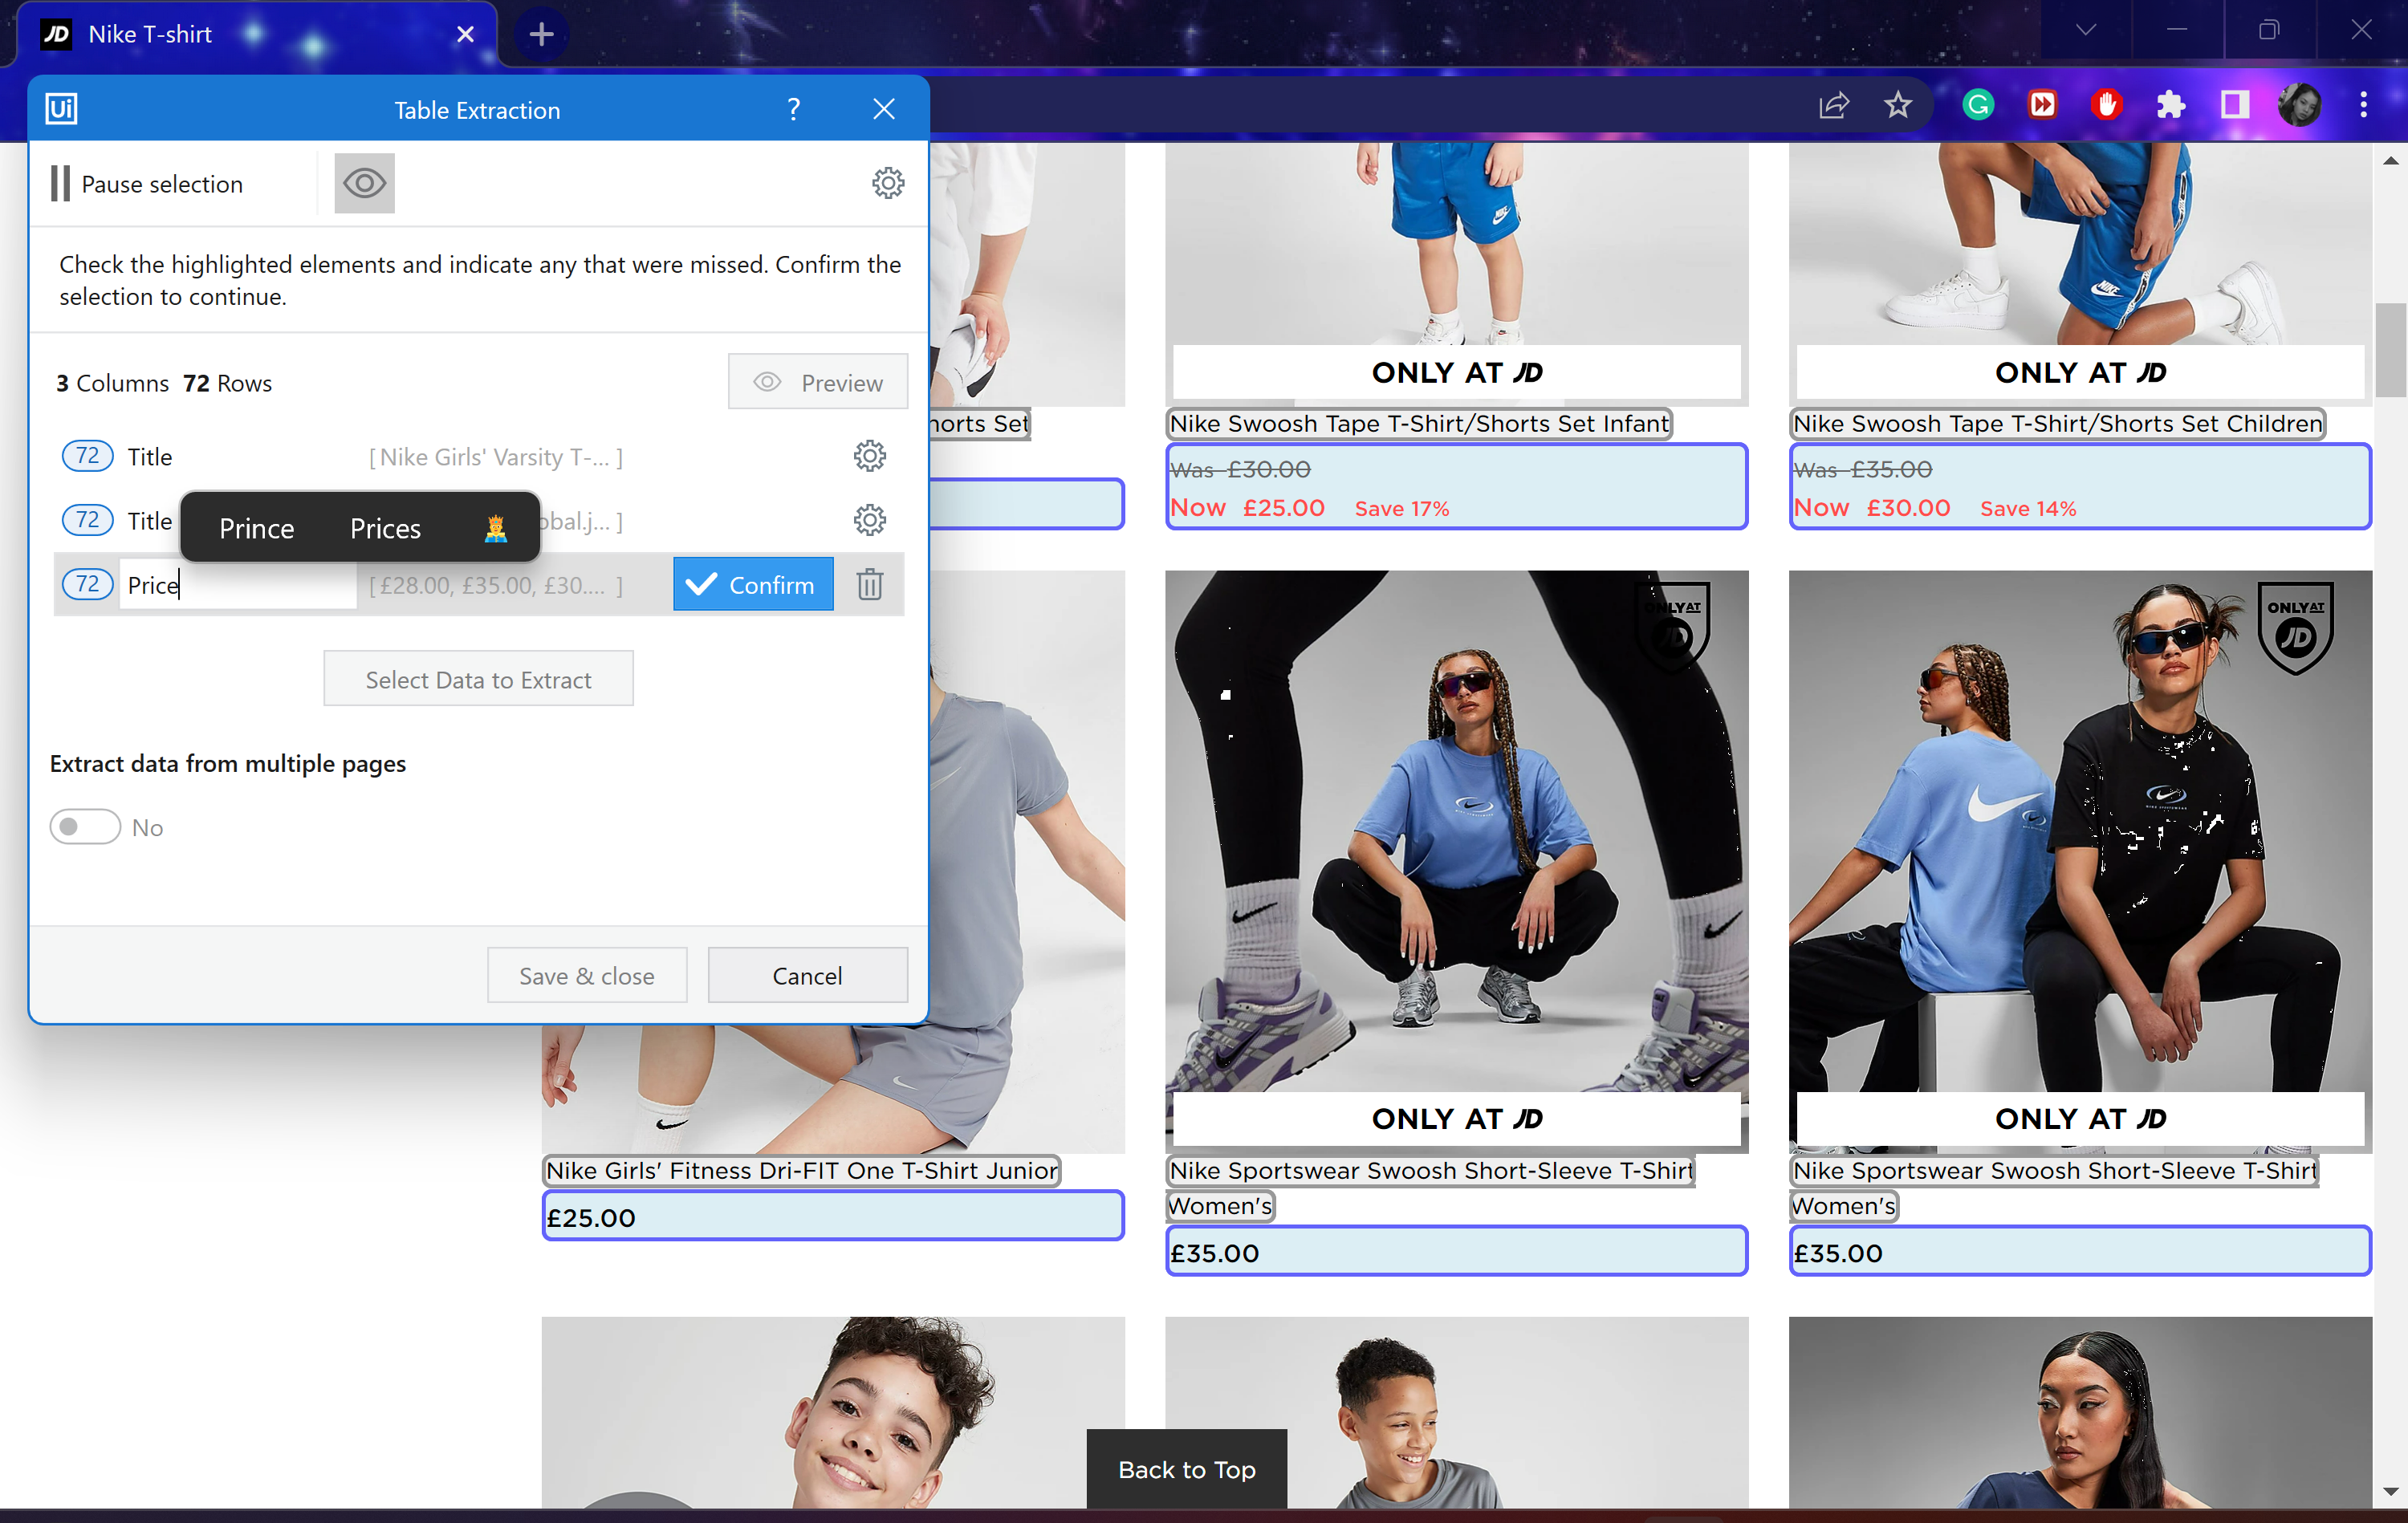 JD Nike T-shirt
Ui Table Extraction ?
Pause selection
Check the highlighted elements and indicate any that were missed. Confirm the
selection to continue.
3 Columns 72 Rows
Preview
72 Title [ Nike Girls' Varsity T-... ]
72 Title obal.j... ]
Prince Prices
72 Price [ £28.00, £35.00, £30.... ] Confirm
Select Data to Extract
Extract data from multiple pages
No
Save & close
Cancel
ONLY AT JD
ONLY AT JD
horts Set
Nike Swoosh Tape T-Shirt/Shorts Set Infant
Was £30.00
Now £25.00 Save 17%
Nike Swoosh Tape T-Shirt/Shorts Set Children
Was £35.00
Now £30.00 Save 14%
NIKE
ONLY AT
JD
ONLY AT
JD
ONLY AT JD
ONLY AT JD
Nike Girls' Fitness Dri-FIT One T-Shirt Junior
£25.00
Nike Sportswear Swoosh Short-Sleeve T-Shirt
Women's
£35.00
Nike Sportswear Swoosh Short-Sleeve T-Shirt
Women's
£35.00
Back to Top